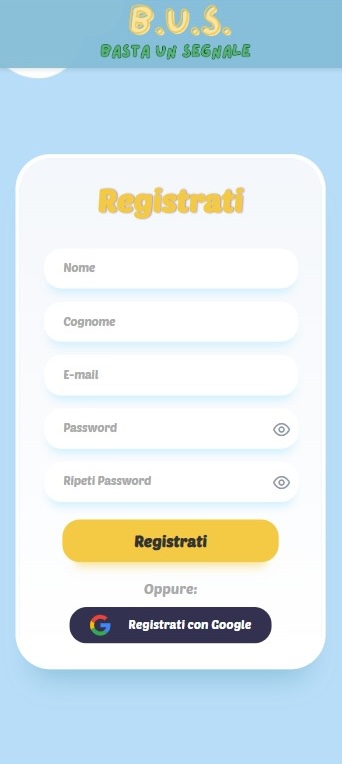 B.U.S.
BASTA UN SEGNALE
Registrati
Nome
Cognome
E-mail
Password
Ripeti Password
Registrati
Oppure:
Registrati con Google